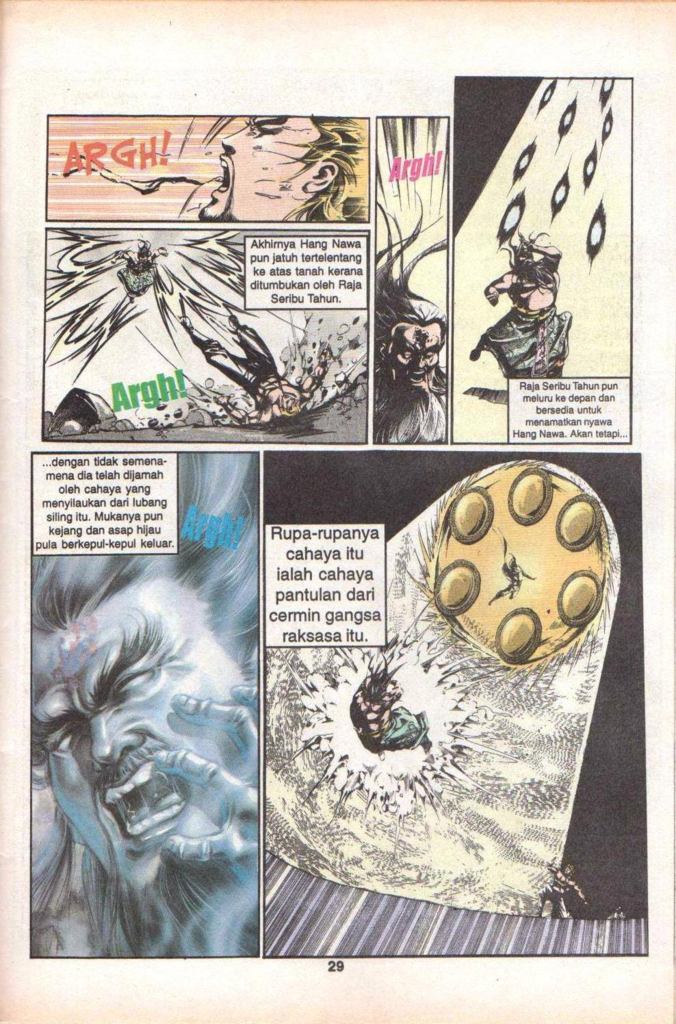 ARGH!
Akhirnya Hang Nawa
pun jatuh tertelentang
ke atas tanah kerana
ditumbukan oleh Raja
Seribu Tahun.
Argh!
Argh!
Raja Seribu Tahun pun
meluru ke depan dan
bersedia untuk
menamatkan nyawa
Hang Nawa. Akan tetapi...
...dengan tidak semena-
mena dia telah dijamah
oleh cahaya yang
menyilaukan dari lubang
siling itu. Mukanya pun
kejang dan asap hijau
pula berkepul-kepul keluar.
Argh!
Rupa-rupanya
cahaya itu
ialah cahaya
pantulan dari
cermin gangsa
raksasa itu.
29